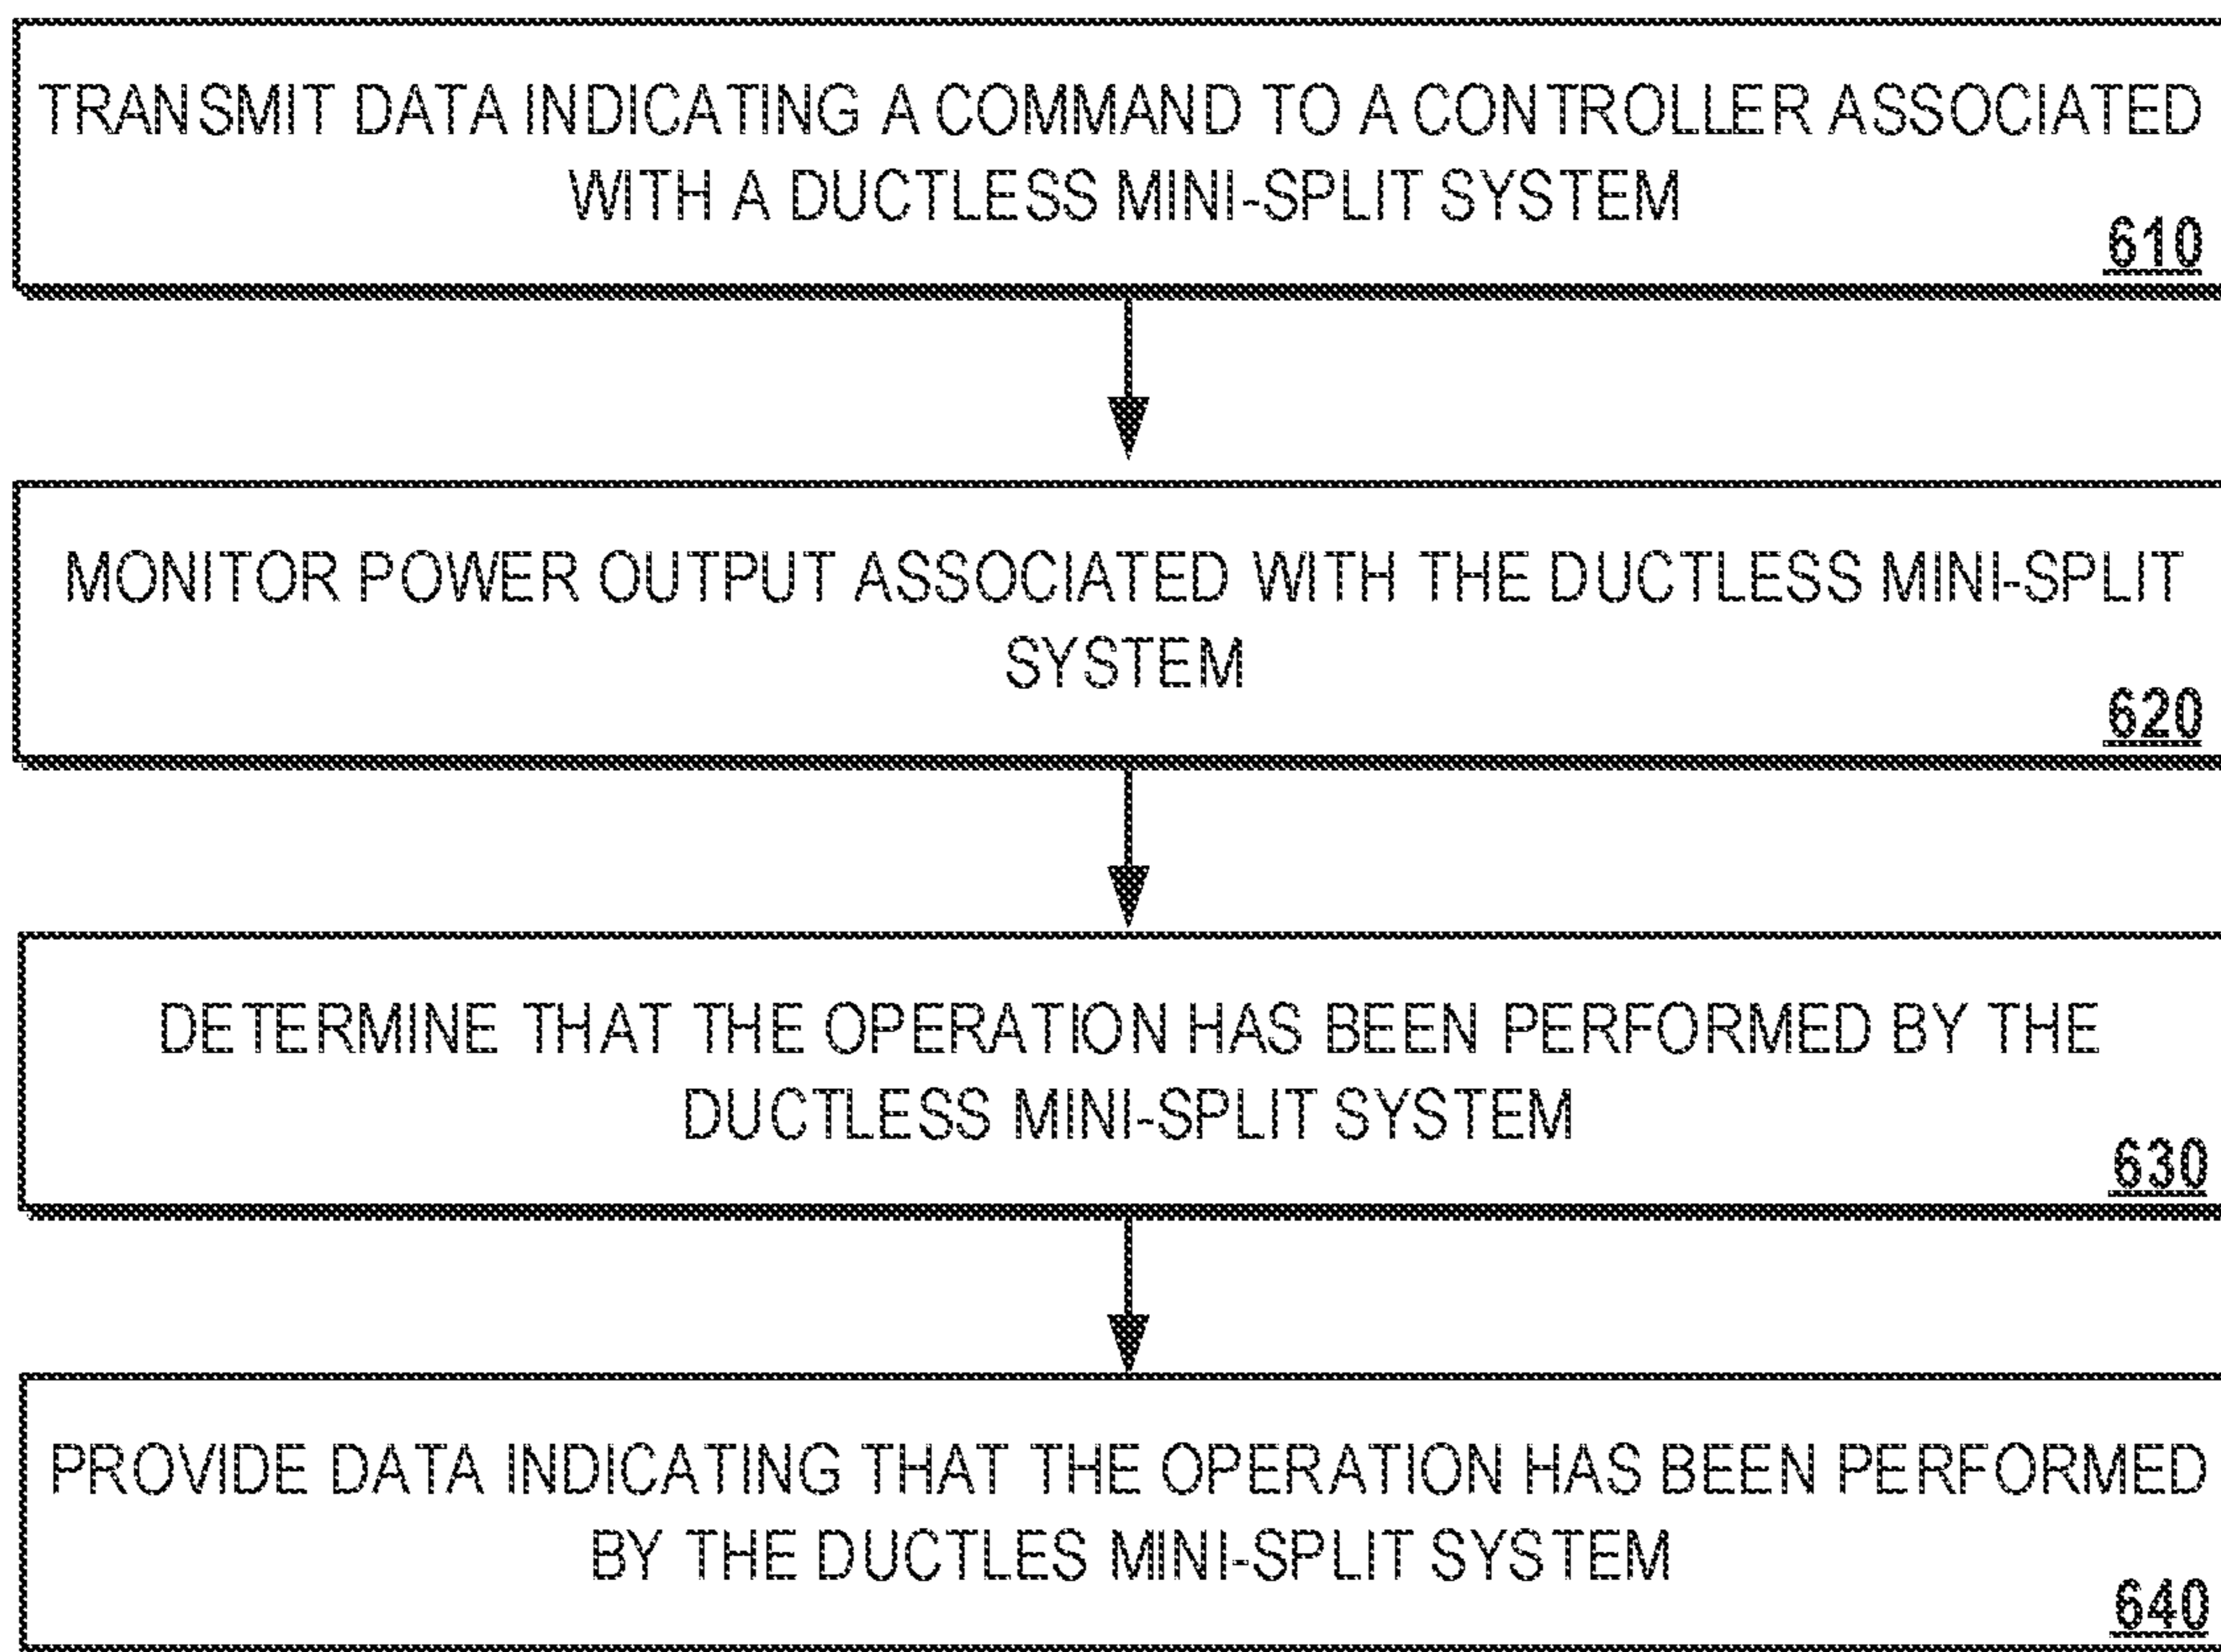 TRANSMIT DATA INDICATING A COMMAND TO A CONTROLLER ASSOCIATED
WITH A DUCTLESS MINI-SPLIT SYSTEM
610
MONITOR POWER OUTPUT ASSOCIATED WITH THE DUCTLESS MINI-SPLIT
SYSTEM
620
DETERMINE THAT THE OPERATION HAS BEEN PERFORMED BY THE
DUCTLESS MINI-SPLIT SYSTEM
630
PROVIDE DATA INDICATING THAT THE OPERATION HAS BEEN PERFORMED
BY THE DUCTLES MINI-SPLIT SYSTEM
640